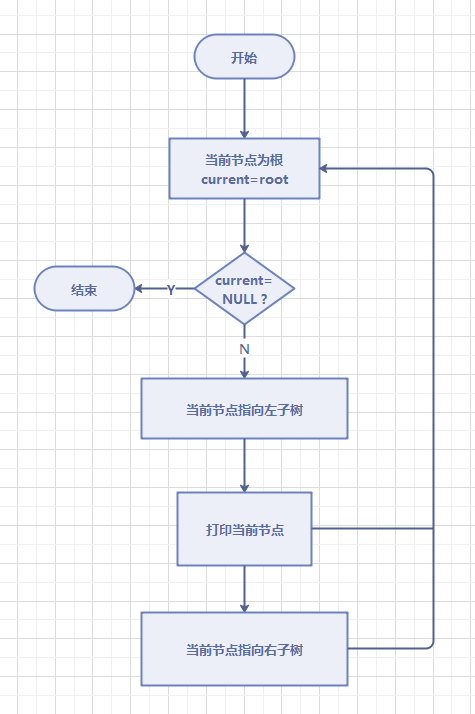 开始
当前节点为根
current=root
current=
NULL ?
Y
结束
N
当前节点指向左子树
打印当前节点
当前节点指向右子树